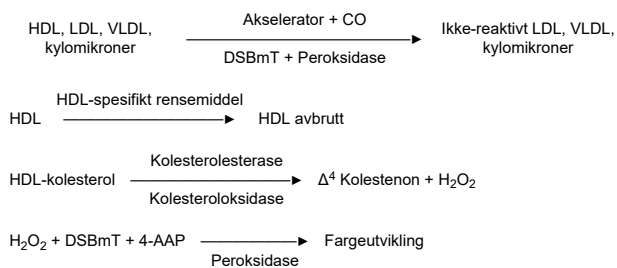 HDL, LDL, VLDL,
kylomikroner
Akselerator + CO
DSBmT + Peroksidase
Ikke-reaktivt LDL, VLDL,
kylomikroner
HDL
HDL-spesifikt rensemiddel
HDL avbrutt
HDL-kolesterol
Kolesterolesterase
Kolesteroloksidase
Δ⁴ Kolestenon + H₂O₂
H₂O₂ + DSBmT + 4-AAP
Peroksidase
Fargeutvikling